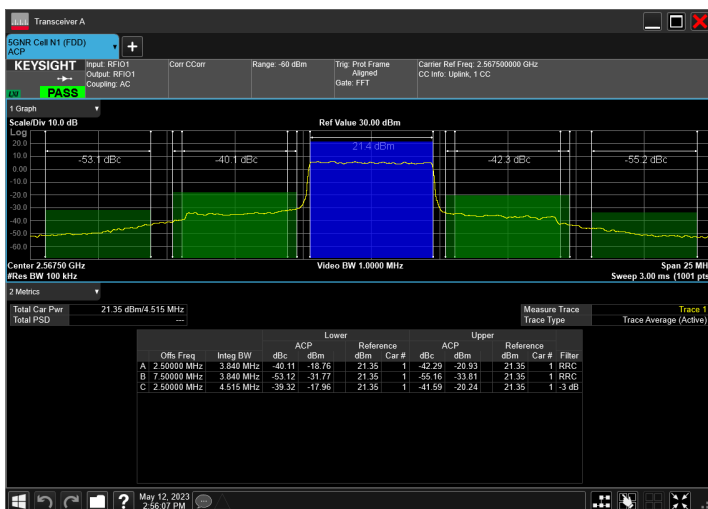 Transceiver A
5GNR Cell N1 (FDD)
ACP
KEYSIGHT
LXI
PASS
Input: RFIO1
Output: RFIO1
Coupling: AC
Corr CCorr
Range: -60 dBm
Trig: Prot Frame
Aligned
Gate: FFT
Carrier Ref Freq: 2.567500000 GHz
CC Info: Uplink, 1 CC
1 Graph
Scale/Div 10.0 dB
Ref Value 30.00 dBm
Log
20.0
10.0
0.00
-10.0
-20.0
-30.0
-40.0
-50.0
-60.0
-53.1 dBc
-40.1 dBc
21.4 dBm
-42.3 dBc
-55.2 dBc
Center 2.56750 GHz
Video BW 1.0000 MHz
Span 25 MH
#Res BW 100 kHz
Sweep 3.00 ms (1001 pts
2 Metrics
Total Car Pwr 21.35 dBm/4.515 MHz
Total PSD ---
Measure Trace Trace 1
Trace Type Trace Average (Active)
Lower Upper
ACP Reference ACP Reference
Offs Freq Integ BW dBc dBm dBm Car # dBc dBm dBm Car # Filter
A 2.50000 MHz 3.840 MHz -40.11 -18.76 21.35 1 -42.29 -20.93 21.35 1 RRC
B 7.50000 MHz 3.840 MHz -53.12 -31.77 21.35 1 -55.16 -33.81 21.35 1 RRC
C 2.50000 MHz 4.515 MHz -39.32 -17.96 21.35 1 -41.59 -20.24 21.35 1 -3 dB
May 12, 2023
2:56:07 PM